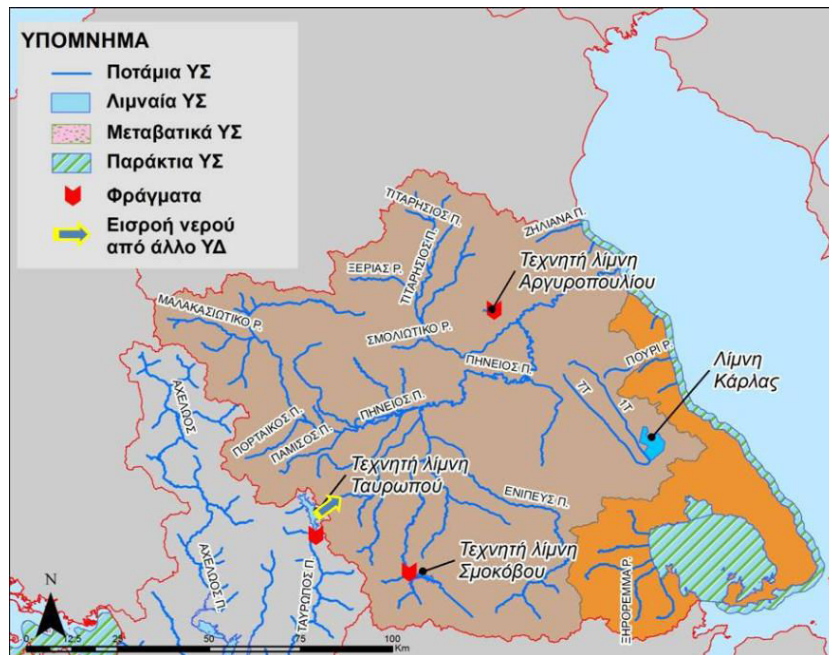 ΥΠΟΜΝΗΜΑ
Ποτάμια ΥΣ
Λιμναία ΥΣ
Μεταβατικά ΥΣ
Παράκτια ΥΣ
Φράγματα
Εισροή νερού
από άλλο ΥΔ
ΤΙΤΑΡΗΣΙΟΣ Π.
ΖΗΛΙΑΝΑ Π.
ΞΕΡΙΑΣ Ρ.
ΤΙΤΑΡΗΣΙΟΣ Π.
Τεχνητή λίμνη
Αργυροπουλίου
ΜΑΛΑΚΑΣΙΩΤΙΚΟ Ρ.
ΣΜΟΛΙΩΤΙΚΟ Ρ.
ΠΗΝΕΙΟΣ Π.
ΠΟΥΡΙ Ρ.
Λίμνη
Κάρλας
7Τ
1Τ
ΑΧΕΛΩΟΣ
ΠΟΡΤΑΙΚΟΣ Π.
ΠΑΜΙΣΟΣ Π.
ΠΗΝΕΙΟΣ Π.
Τεχνητή λίμνη
Ταυρωπού
ΕΝΙΠΕΥΣ Π.
Τεχνητή λίμνη
Σμοκόβου
ΑΧΕΛΩΟΣ Π.
ΤΑΥΡΩΠΟΣ Π.
ΞΗΡΟΡΕΜΜΑ Ρ.
N
0 12.5 25 50 75 100
Km